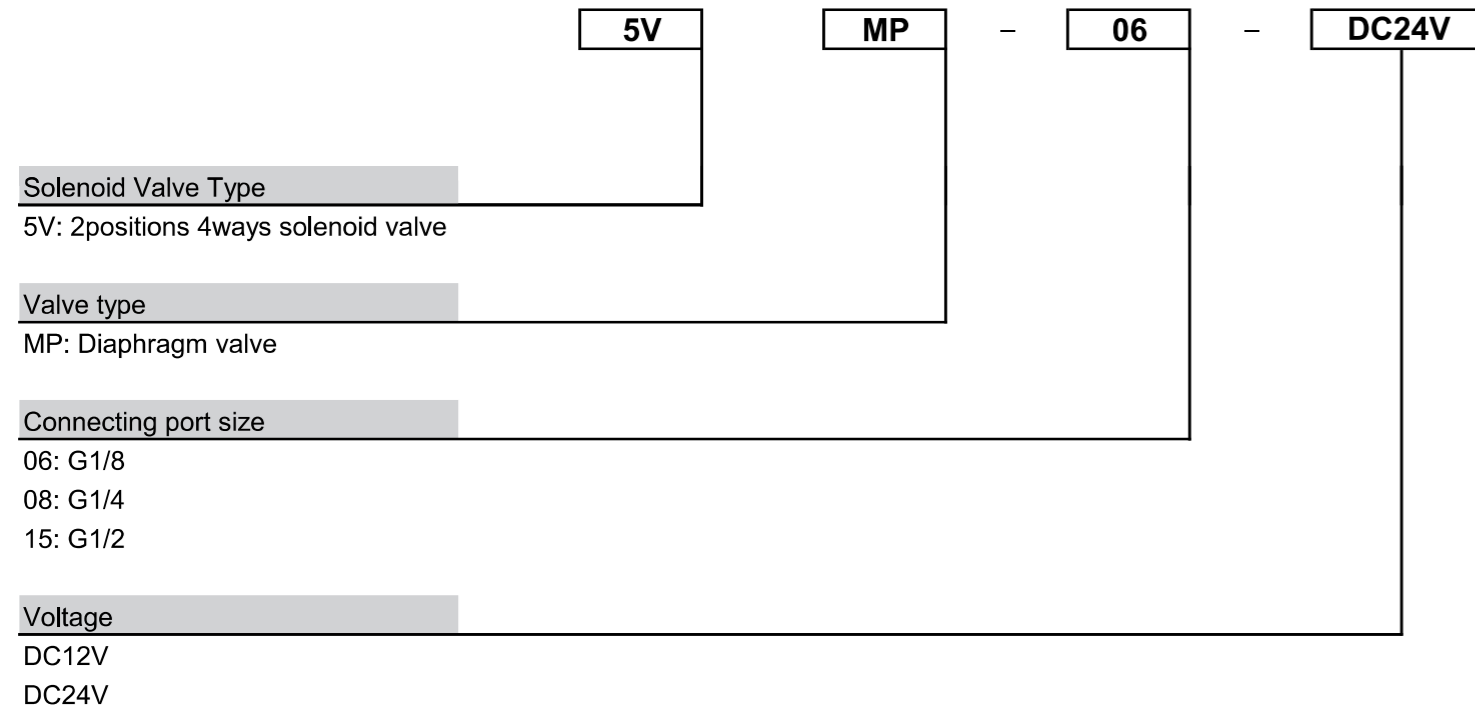 5V MP – 06 – DC24V
Solenoid Valve Type
5V: 2positions 4ways solenoid valve
Valve type
MP: Diaphragm valve
Connecting port size
06: G1/8
08: G1/4
15: G1/2
Voltage
DC12V
DC24V